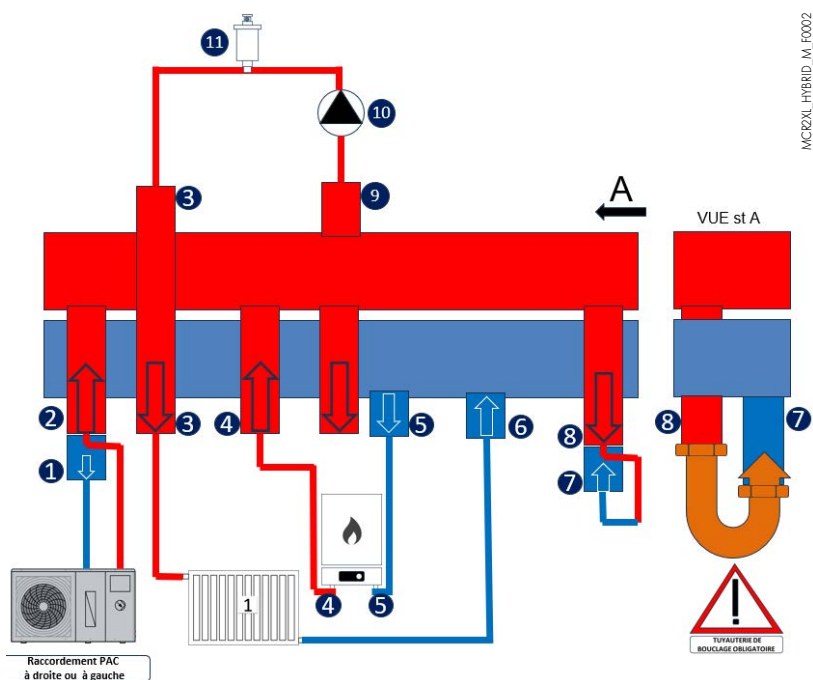 MCR2XL_HYBRID_M_F0002
11
10
3
9
A
VUE st A
2
3
4
5
6
8
7
8
7
1
1
4
5
TUYAUTERIE DE
BOUCLAGE OBLIGATOIRE
Raccordement PAC
à droite ou à gauche